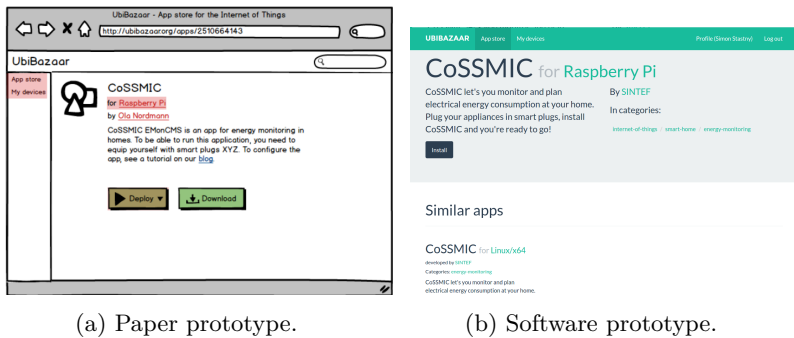 UbiBazaar - App store for the Internet of Things
http://ubibazaar.org/apps/2510664143
UbiBazaar
App store
My devices
CoSSMIC
for Raspberry Pi
by Ola Nordmann
CoSSMIC EMonCMS is an app for energy monitoring in
homes. To be able to run this application, you need to
equip yourself with smart plugs XYZ. To configure the
app, see a tutorial on our blog.
Deploy
Download
(a) Paper prototype.
UBIBAZAAR App store My devices Profile (Simon Stastny) Log out
CoSSMIC for Raspberry Pi
CoSSMIC let's you monitor and plan
electrical energy consumption at your home.
Plug your appliances in smart plugs, install
CoSSMIC and you're ready to go!
Install
By SINTEF
In categories:
internet-of-things / smart-home / energy-monitoring
Similar apps
CoSSMIC for Linux/x64
developed by SINTEF
Categories: energy-monitoring
CoSSMIC let's you monitor and plan
electrical energy consumption at your home.
(b) Software prototype.